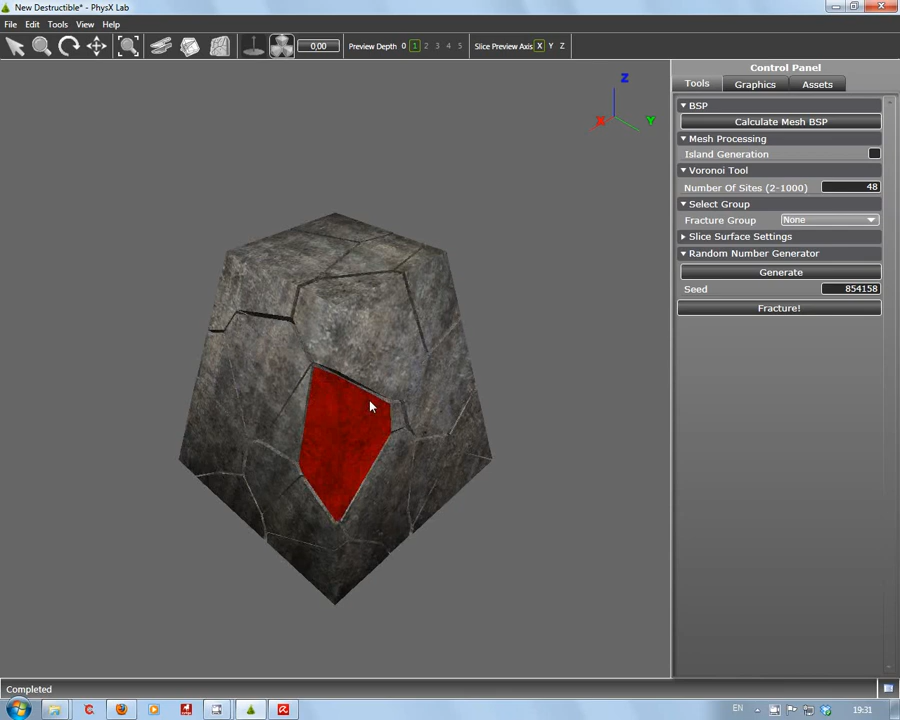 New Destructible* - PhysX Lab
File Edit Tools View Help
0,00 Preview Depth 0 1 2 3 4 5 Slice Preview Axis X Y Z
Control Panel
Tools Graphics Assets
BSP
Calculate Mesh BSP
Mesh Processing
Island Generation
Voronoi Tool
Number Of Sites (2-1000) 48
Select Group
Fracture Group None
Slice Surface Settings
Random Number Generator
Generate
Seed 854158
Fracture!
Z
X Y
Completed
EN 19:31